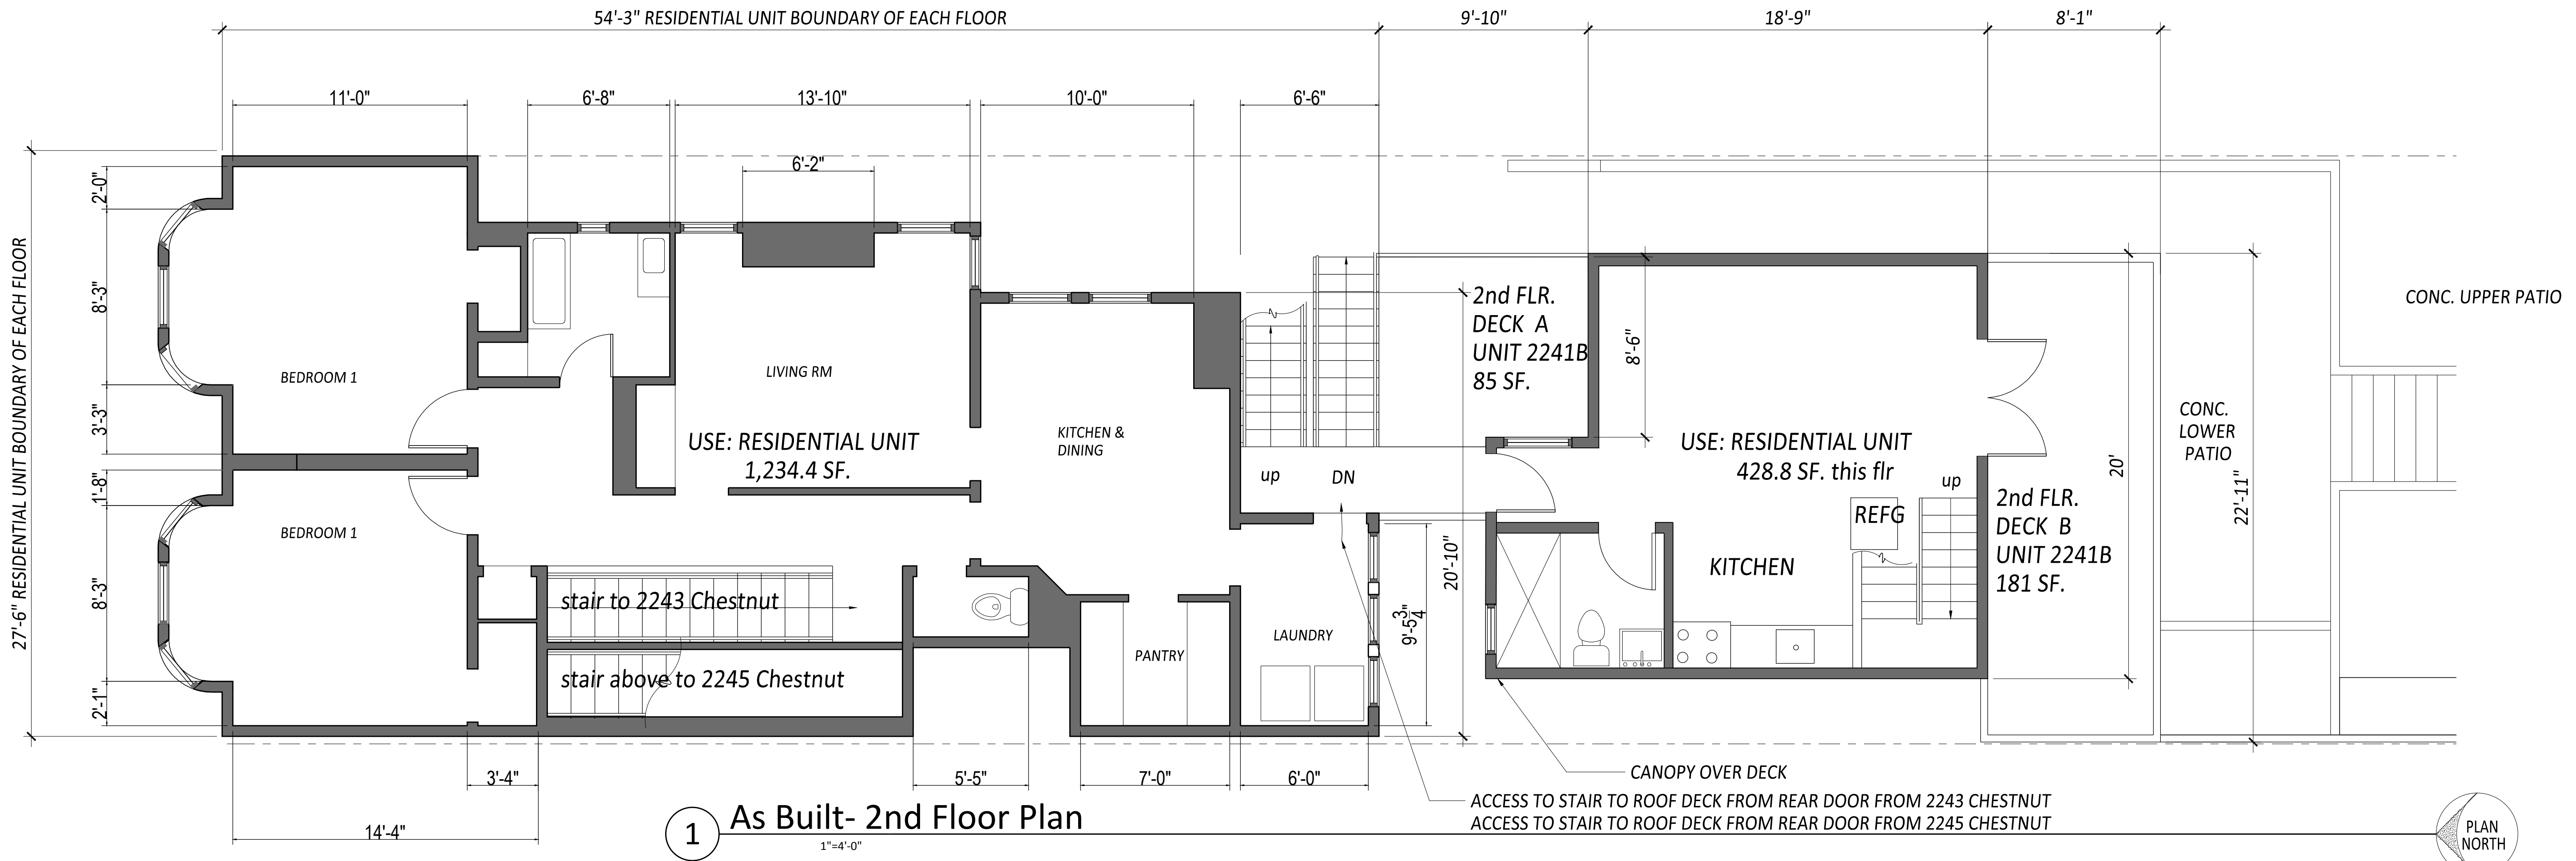 54'-3" RESIDENTIAL UNIT BOUNDARY OF EACH FLOOR
9'-10"
18'-9"
8'-1"
11'-0"
6'-8"
13'-10"
10'-0"
6'-6"
6'-2"
27'-6" RESIDENTIAL UNIT BOUNDARY OF EACH FLOOR
2'-0"
8'-3"
3'-3"
1'-8"
8'-3"
2'-1"
BEDROOM 1
LIVING RM
USE: RESIDENTIAL UNIT
1,234.4 SF.
KITCHEN &
DINING
BEDROOM 1
stair to 2243 Chestnut
stair above to 2245 Chestnut
PANTRY
LAUNDRY
up
DN
9'-5 3/4"
20'-10"
2nd FLR.
DECK A
UNIT 2241B
85 SF.
8'-6"
USE: RESIDENTIAL UNIT
428.8 SF. this flr
up
REFG
KITCHEN
2nd FLR.
DECK B
UNIT 2241B
181 SF.
20'
22'-11"
CONC.
LOWER
PATIO
CONC. UPPER PATIO
3'-4"
14'-4"
5'-5"
7'-0"
6'-0"
CANOPY OVER DECK
ACCESS TO STAIR TO ROOF DECK FROM REAR DOOR FROM 2243 CHESTNUT
ACCESS TO STAIR TO ROOF DECK FROM REAR DOOR FROM 2245 CHESTNUT
1
As Built- 2nd Floor Plan
1"=4'-0"
PLAN
NORTH